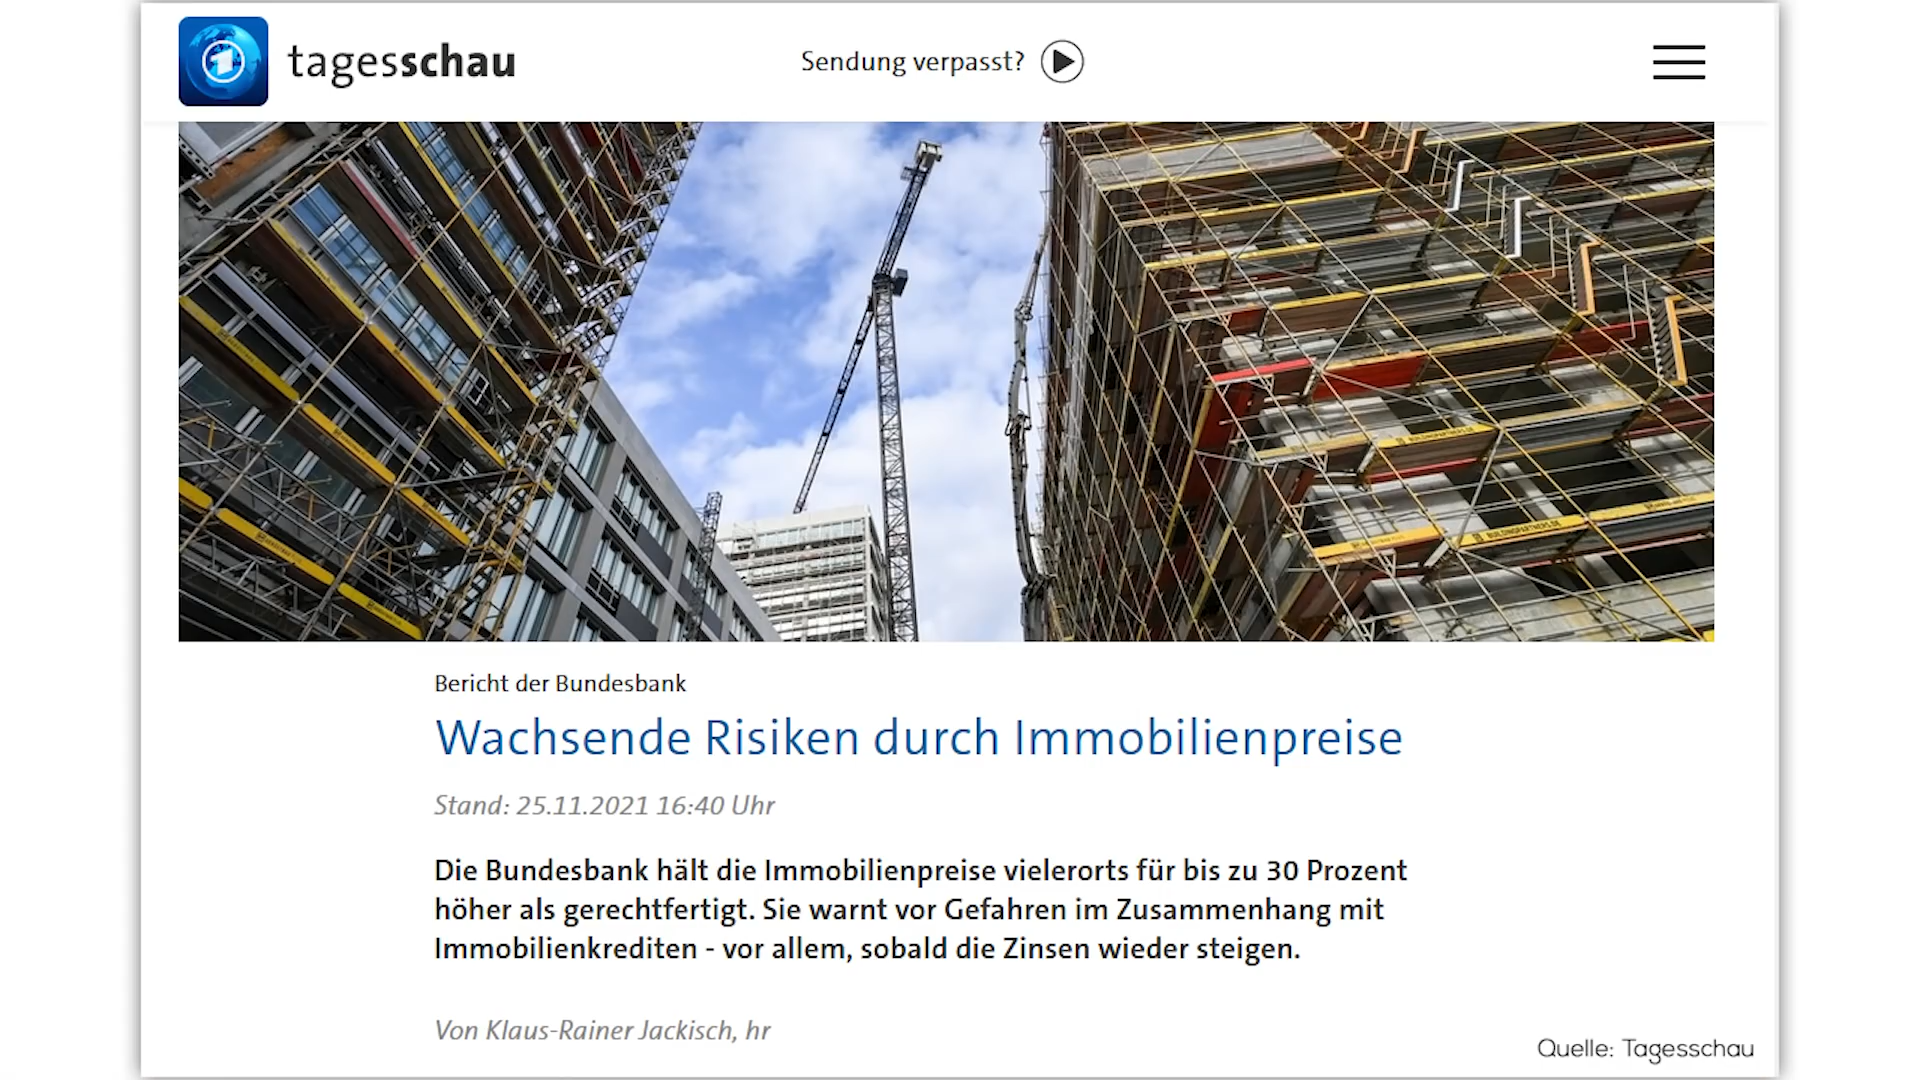 tagesschau
Sendung verpasst?
BUILDINGPARTNERS.DE
Bericht der Bundesbank
Wachsende Risiken durch Immobilienpreise
Stand: 25.11.2021 16:40 Uhr
Die Bundesbank hält die Immobilienpreise vielerorts für bis zu 30 Prozent
höher als gerechtfertigt. Sie warnt vor Gefahren im Zusammenhang mit
Immobilienkrediten - vor allem, sobald die Zinsen wieder steigen.
Von Klaus-Rainer Jackisch, hr
Quelle: Tagesschau